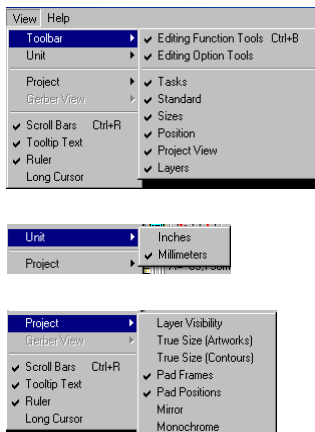 View Help
Toolbar Editing Function Tools Ctrl+B
Unit Editing Option Tools
Project Tasks
Gerber View Standard
Sizes
Scroll Bars Ctrl+R Position
Tooltip Text Project View
Ruler Layers
Long Cursor
Unit Inches
Millimeters
Project
Project Layer Visibility
Gerber View True Size (Artworks)
True Size (Contours)
Scroll Bars Ctrl+R Pad Frames
Tooltip Text Pad Positions
Ruler Mirror
Long Cursor Monochrome